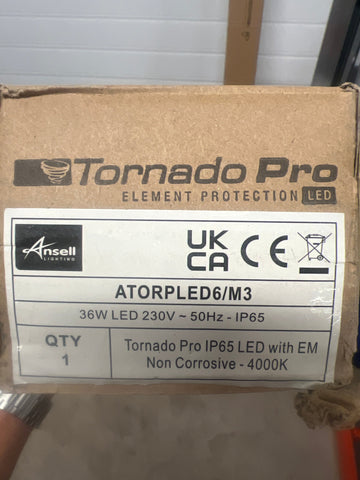 Tornado Pro
ELEMENT PROTECTION LED
Ansell
LIGHTING
UK
CA
CE
ATORPLED6/M3
36W LED 230V ~ 50Hz - IP65
QTY
1
Tornado Pro IP65 LED with EM
Non Corrosive - 4000K